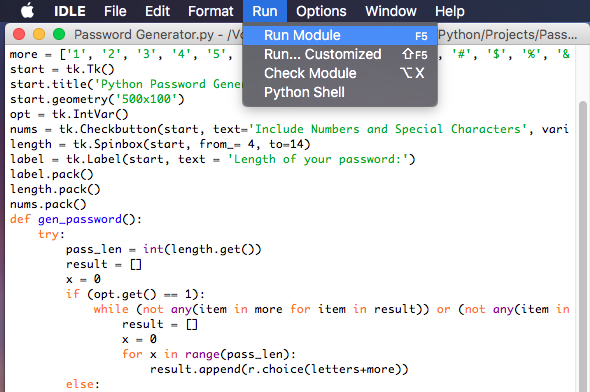 IDLE File Edit Format Run Options Window Help
Password Generator.py - /Vo Python/Projects/Pass...
Run Module F5
Run... Customized ⇧F5
Check Module ⌥X
Python Shell
more = ['1', '2', '3', '4', '5', '#', '$', '%', '&
start = tk.Tk()
start.title('Python Password Gene
start.geometry('500x100')
opt = tk.IntVar()
nums = tk.Checkbutton(start, text='Include Numbers and Special Characters', vari
length = tk.Spinbox(start, from_= 4, to=14)
label = tk.Label(start, text = 'Length of your password:')
label.pack()
length.pack()
nums.pack()
def gen_password():
    try:
        pass_len = int(length.get())
        result = []
        x = 0
        if (opt.get() == 1):
            while (not any(item in more for item in result)) or (not any(item in
                result = []
                x = 0
                for x in range(pass_len):
                    result.append(r.choice(letters+more))
        else: